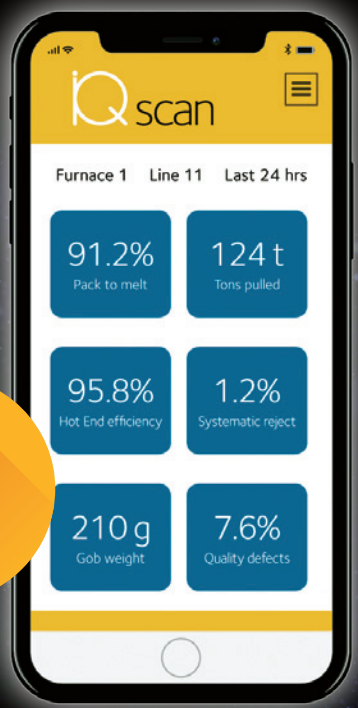 iQ scan
Furnace 1 Line 11 Last 24 hrs
91.2% 124 t
Pack to melt Tons pulled
95.8% 1.2%
Hot End efficiency Systematic reject
210 g 7.6%
Gob weight Quality defects